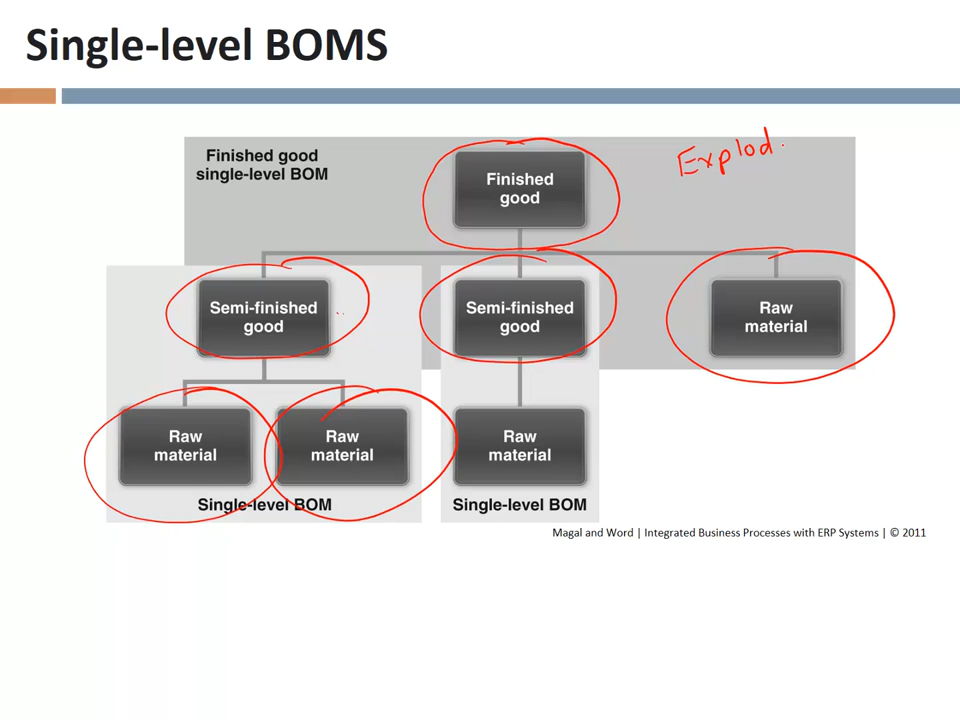 Single-level BOMS
Finished good
single-level BOM
Finished
good
Explod
Semi-finished
good
Semi-finished
good
Raw
material
Raw
material
Raw
material
Raw
material
Single-level BOM
Single-level BOM
Magal and Word | Integrated Business Processes with ERP Systems | © 2011